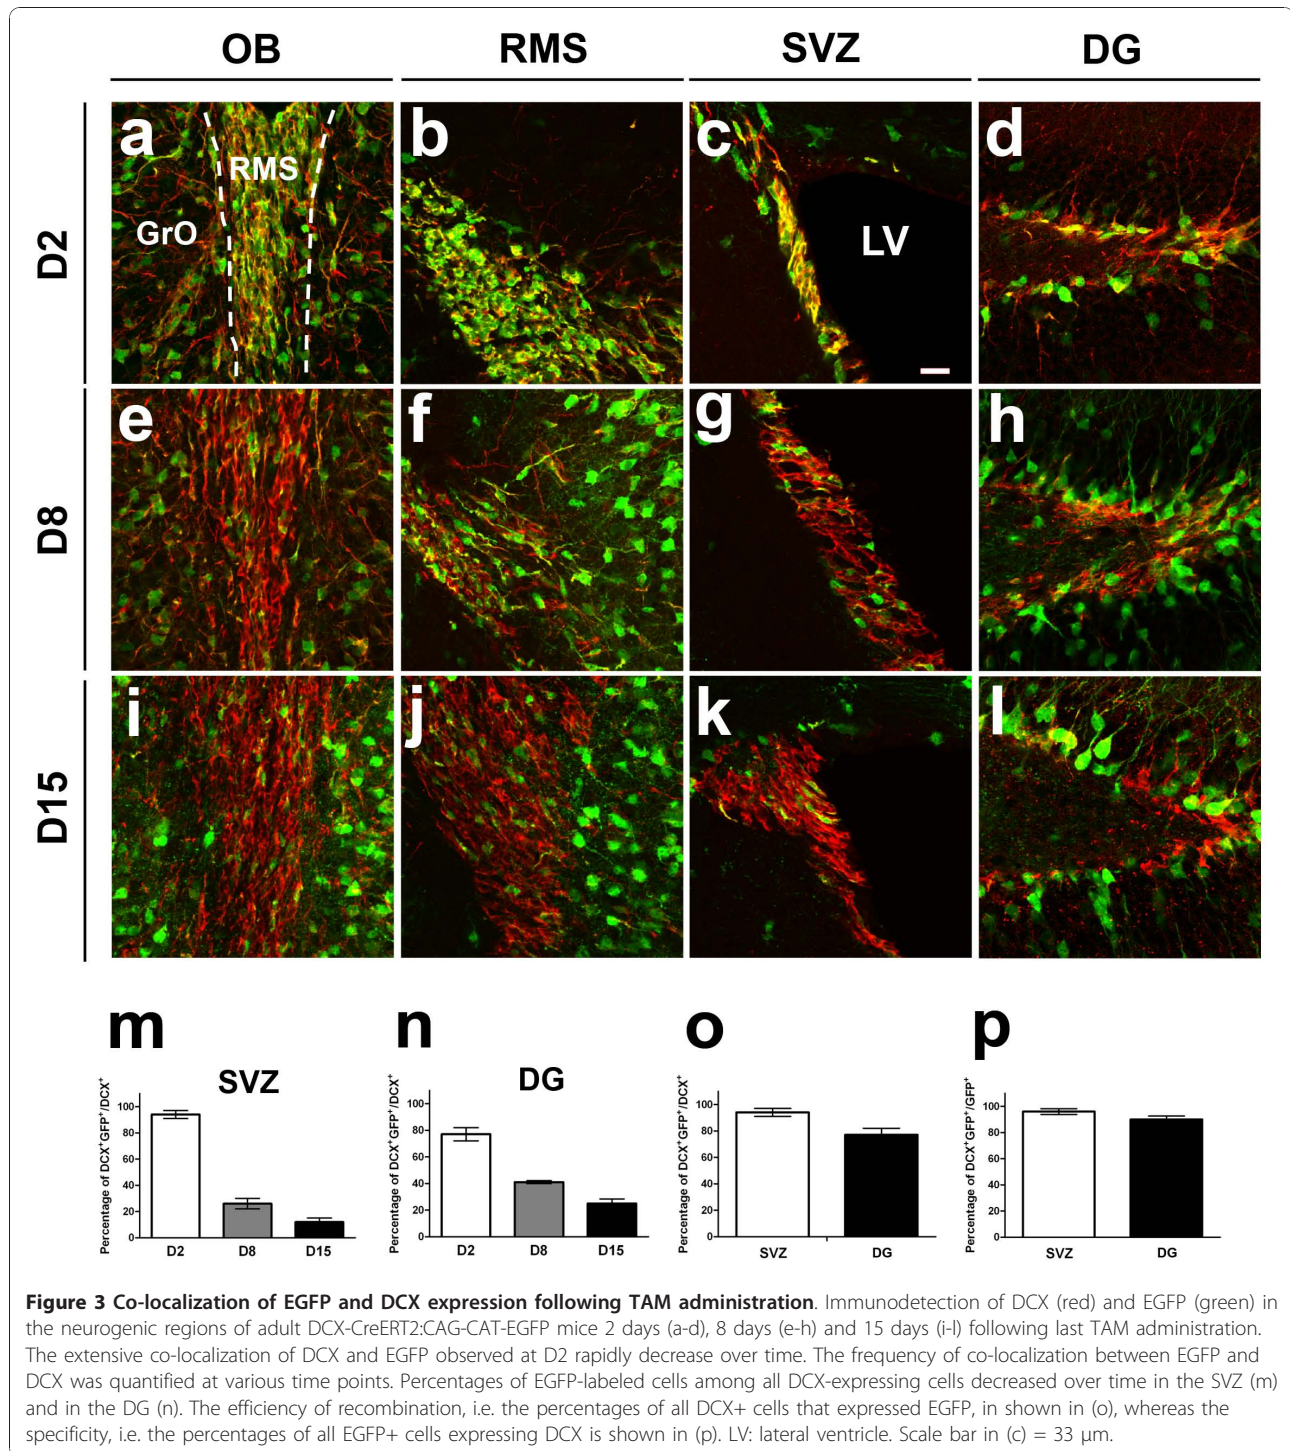 OB RMS SVZ DG
D2
a RMS GrO b c LV d
D8
e f g h
D15
i j k l
m
SVZ
Percentage of DCX+GFP+/DCX+
100
80
60
40
20
0
D2 D8 D15
n
DG
Percentage of DCX+GFP+/DCX+
100
80
60
40
20
0
D2 D8 D15
o
Percentage of DCX+GFP+/DCX+
100
80
60
40
20
0
SVZ DG
p
Percentage of DCX+GFP+/GFP+
100
80
60
40
20
0
SVZ DG
Figure 3 Co-localization of EGFP and DCX expression following TAM administration. Immunodetection of DCX (red) and EGFP (green) in
the neurogenic regions of adult DCX-CreERT2:CAG-CAT-EGFP mice 2 days (a-d), 8 days (e-h) and 15 days (i-l) following last TAM administration.
The extensive co-localization of DCX and EGFP observed at D2 rapidly decrease over time. The frequency of co-localization between EGFP and
DCX was quantified at various time points. Percentages of EGFP-labeled cells among all DCX-expressing cells decreased over time in the SVZ (m)
and in the DG (n). The efficiency of recombination, i.e. the percentages of all DCX+ cells that expressed EGFP, in shown in (o), whereas the
specificity, i.e. the percentages of all EGFP+ cells expressing DCX is shown in (p). LV: lateral ventricle. Scale bar in (c) = 33 μm.